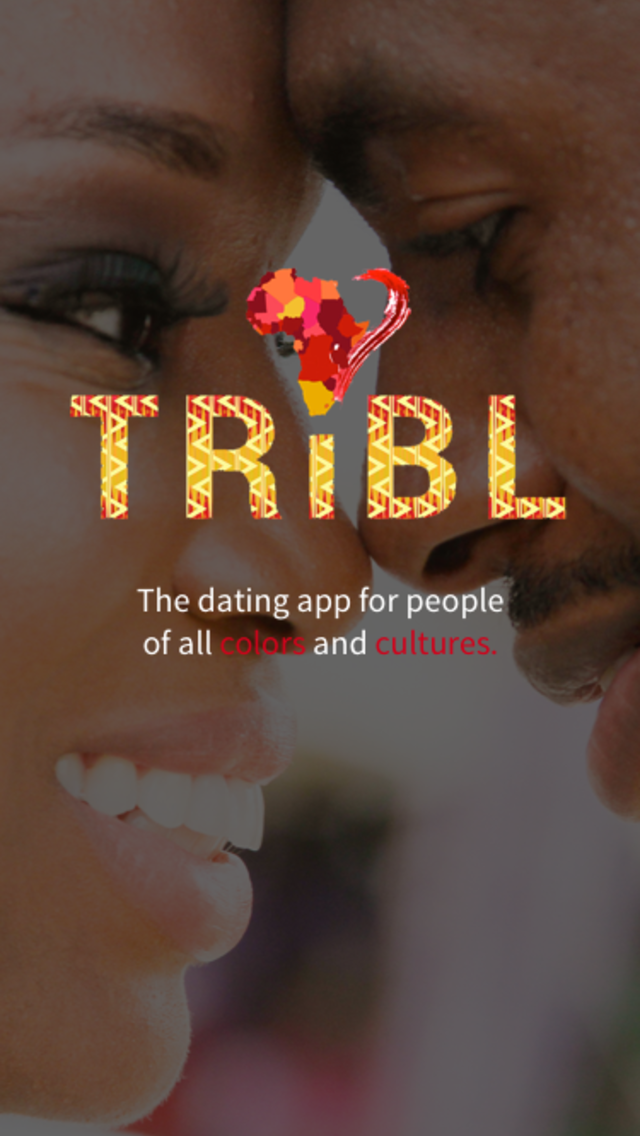 TRiBL
The dating app for people
of all colors and cultures.